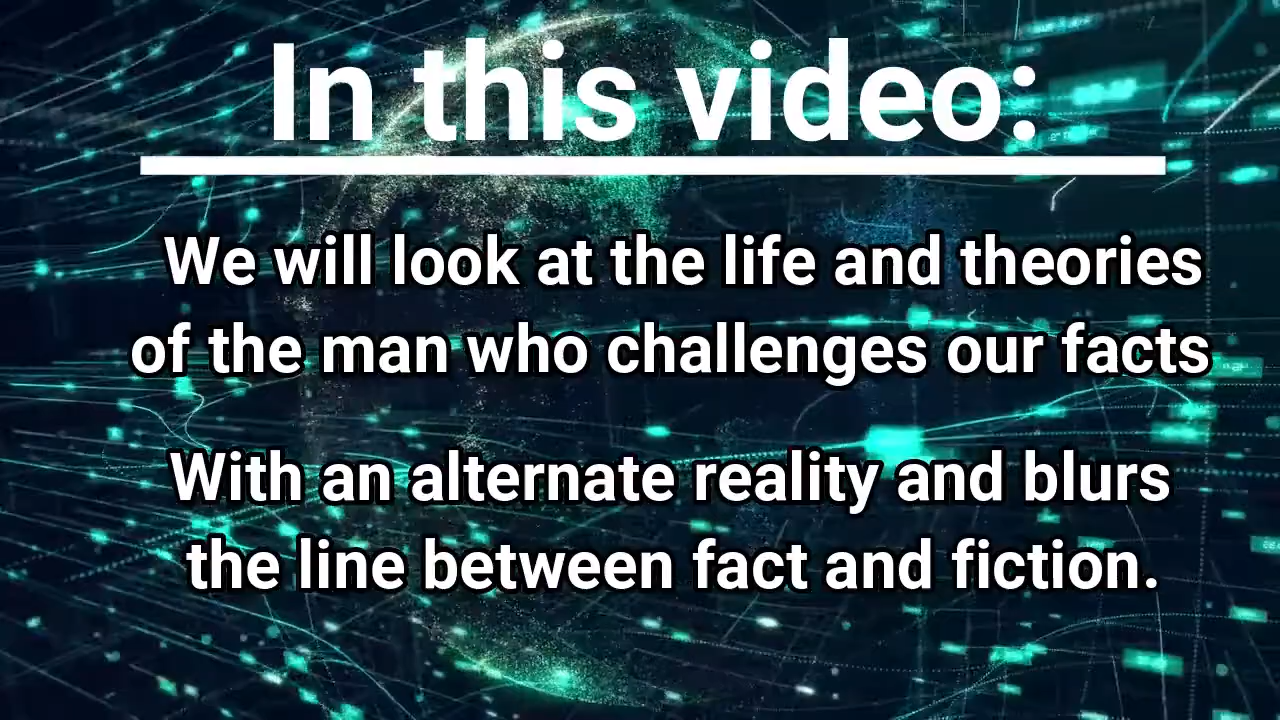 In this video:
We will look at the life and theories
of the man who challenges our facts
With an alternate reality and blurs
the line between fact and fiction.